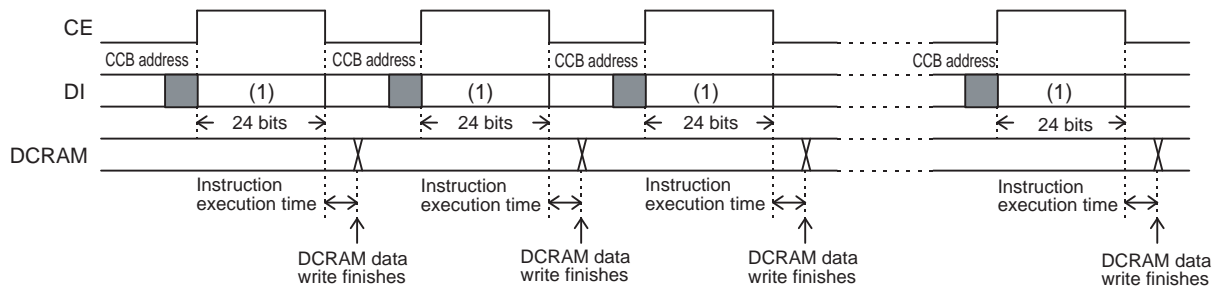 CE
CCB address CCB address CCB address CCB address
DI (1) (1) (1) (1)
24 bits 24 bits 24 bits 24 bits
DCRAM
Instruction Instruction Instruction Instruction
execution time execution time execution time execution time
DCRAM data DCRAM data DCRAM data DCRAM data
write finishes write finishes write finishes write finishes